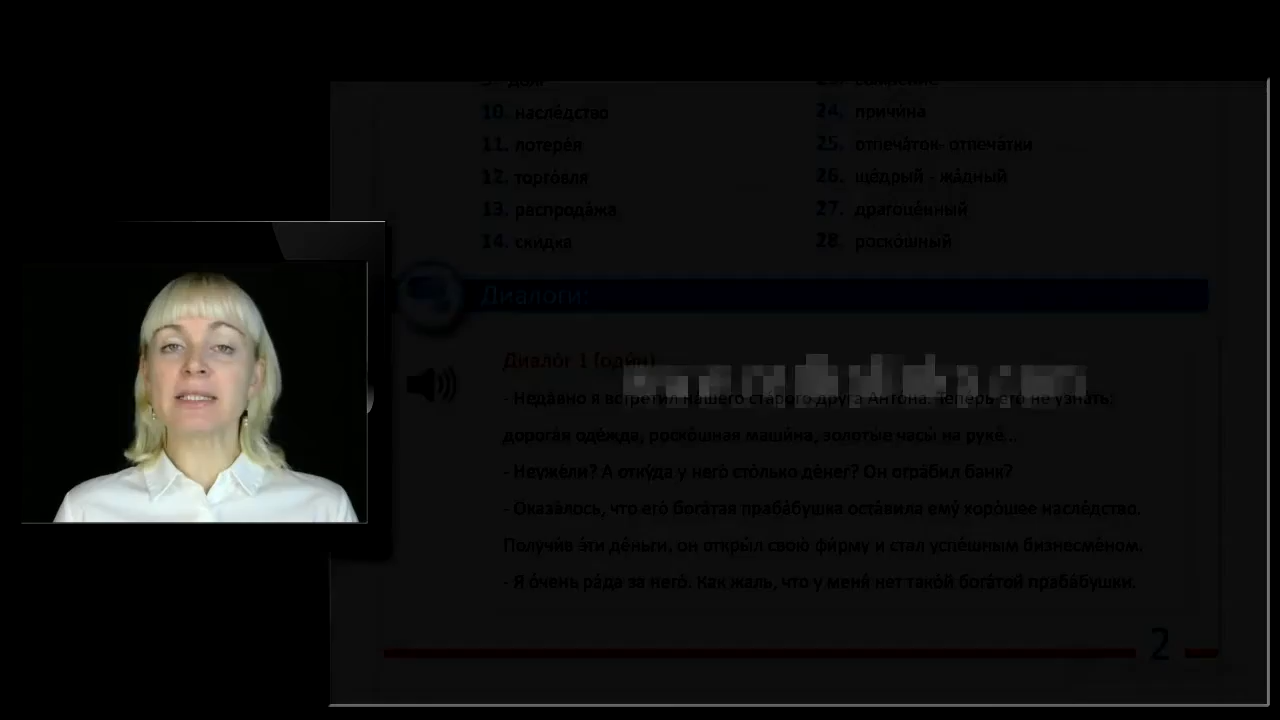 10. насле́дство
11. лотере́я
12. торго́вля
13. распрода́жа
14. скидка
24. причи́на
25. отпеча́ток- отпеча́тки
26. ще́дрый - жа́дный
27. драгоце́нный
28. роско́шный
Диалоги:
Диало́г 1 (оди́н)
- Неда́вно я встре́тил на́шего ста́рого дру́га Анто́на. Тепе́рь его́ не узна́ть:
дорога́я оде́жда, роско́шная маши́на, золоты́е часы́ на руке́...
- Неуже́ли? А отку́да у него́ сто́лько де́нег? Он огра́бил банк?
- Оказа́лось, что его́ бога́тая праба́бушка оста́вила ему́ хоро́шее насле́дство.
Получи́в э́ти де́ньги, он откры́л свою́ фи́рму и стал успе́шным бизнесме́ном.
- Я о́чень ра́да за него́. Как жаль, что у меня́ нет тако́й бога́той праба́бушки.
2